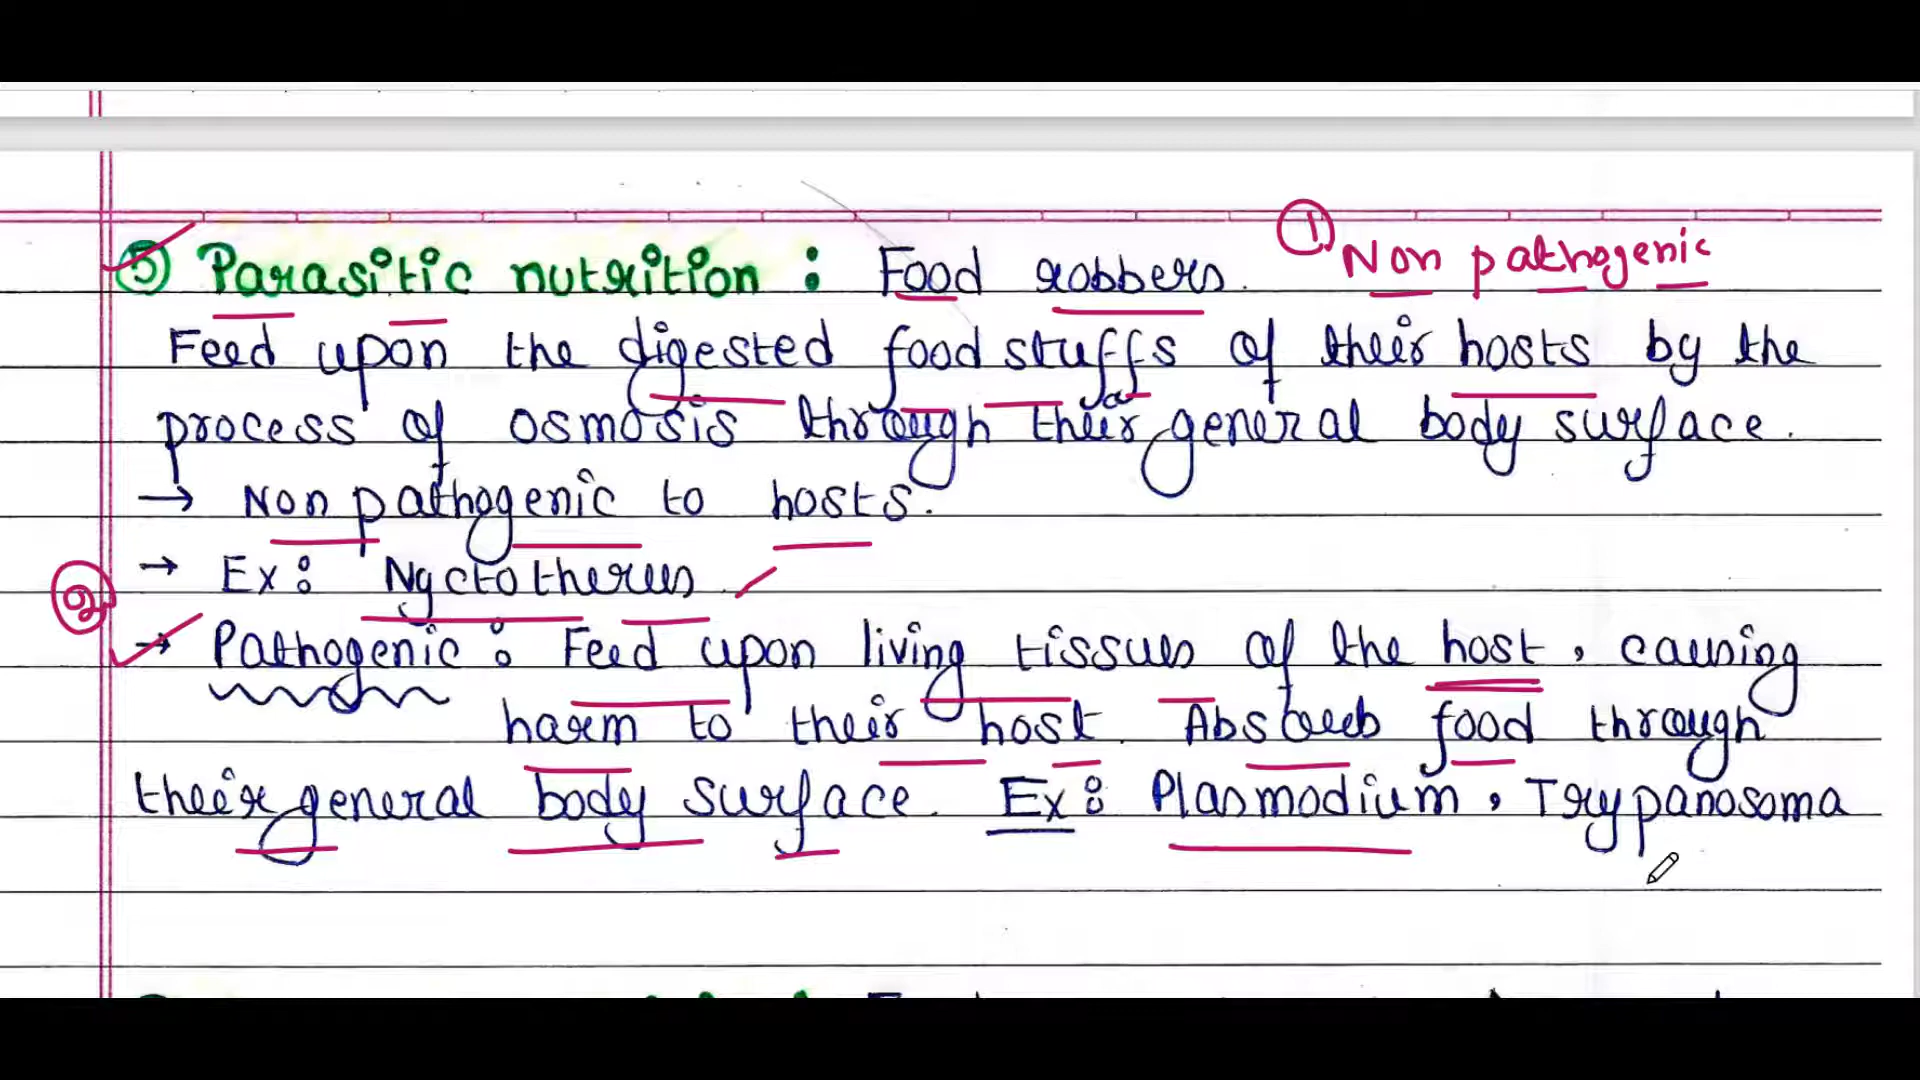 ⑤ Parasitic nutrition : Food robbers. ① Non pathogenic
Feed upon the digested food stuffs of their hosts by the
process of osmosis through their general body surface.
→ Non pathogenic to hosts.
→ Ex: Nyctotherus
② → Pathogenic : Feed upon living tissues of the host, causing
harm to their host. Absorb food through
their general body surface. Ex: Plasmodium, Trypanosoma